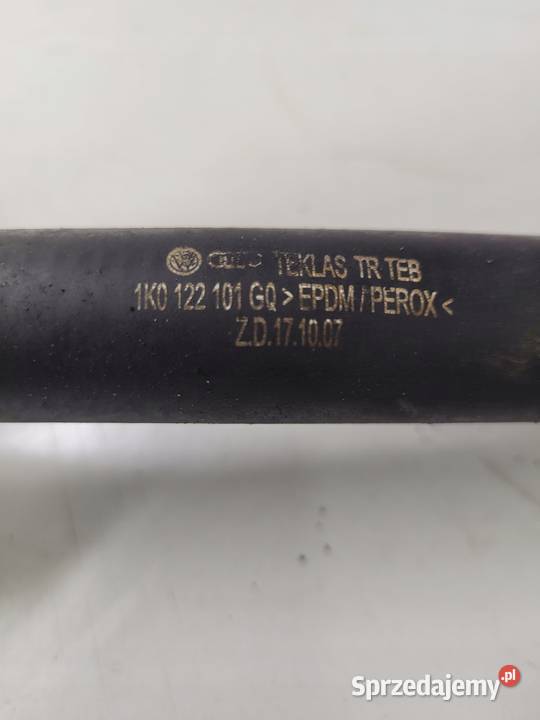 TEKLAS TR TEB
1K0 122 101 GQ >EPDM/PEROX<
Z.D.17.10.07
Sprzedajemy.pl